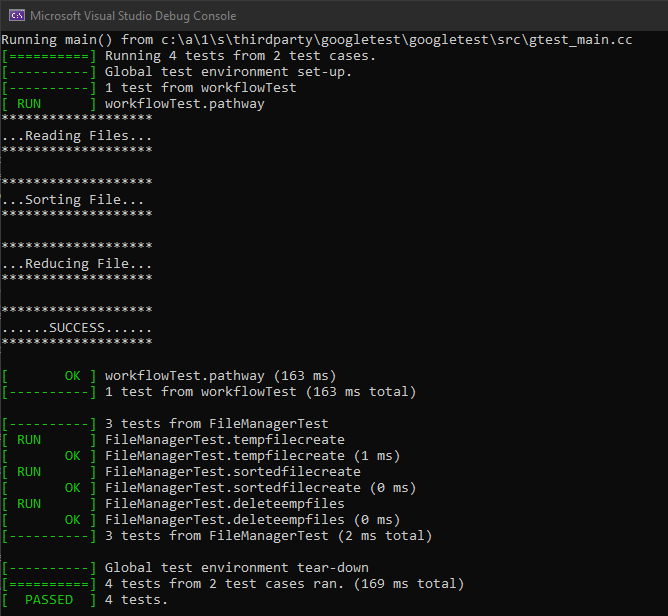 Microsoft Visual Studio Debug Console
Running main() from c:\a\1\s\thirdparty\googletest\googletest\src\gtest_main.cc
[==========] Running 4 tests from 2 test cases.
[----------] Global test environment set-up.
[----------] 1 test from workflowTest
[ RUN      ] workflowTest.pathway
*******************
...Reading Files...
*******************
*******************
...Sorting File...
*******************
*******************
...Reducing File...
*******************
*******************
......SUCCESS......
*******************
[       OK ] workflowTest.pathway (163 ms)
[----------] 1 test from workflowTest (163 ms total)
[----------] 3 tests from FileManagerTest
[ RUN      ] FileManagerTest.tempfilecreate
[       OK ] FileManagerTest.tempfilecreate (1 ms)
[ RUN      ] FileManagerTest.sortedfilecreate
[       OK ] FileManagerTest.sortedfilecreate (0 ms)
[ RUN      ] FileManagerTest.deleteempfiles
[       OK ] FileManagerTest.deleteempfiles (0 ms)
[----------] 3 tests from FileManagerTest (2 ms total)
[----------] Global test environment tear-down
[==========] 4 tests from 2 test cases ran. (169 ms total)
[  PASSED  ] 4 tests.